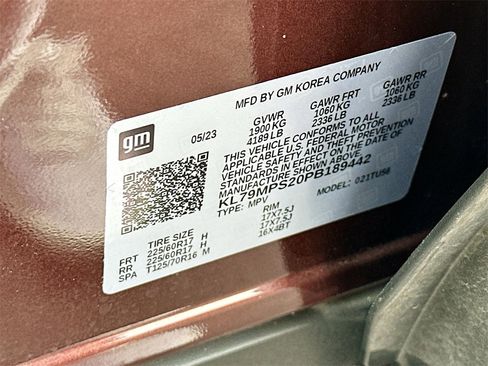 MFD BY GM KOREA COMPANY
gm
05/23
GVWR GAWR FRT GAWR RR
1900 KG 1060 KG 1060 KG
4189 LB 2336 LB 2336 LB
THIS VEHICLE CONFORMS TO ALL
APPLICABLE U.S. FEDERAL MOTOR
VEHICLE SAFETY AND THEFT PREVENTION
STANDARDS IN EFFECT ON THE DATE OF
MANUFACTURE SHOWN ABOVE.
KL79MPS20PB189442
TYPE: MPV MODEL:
TIRE SIZE RIM
FRT 225/60R17 H 17X7.5J
RR 225/60R17 H 17X7.5J
SPA T125/70R16 M 16X4BT